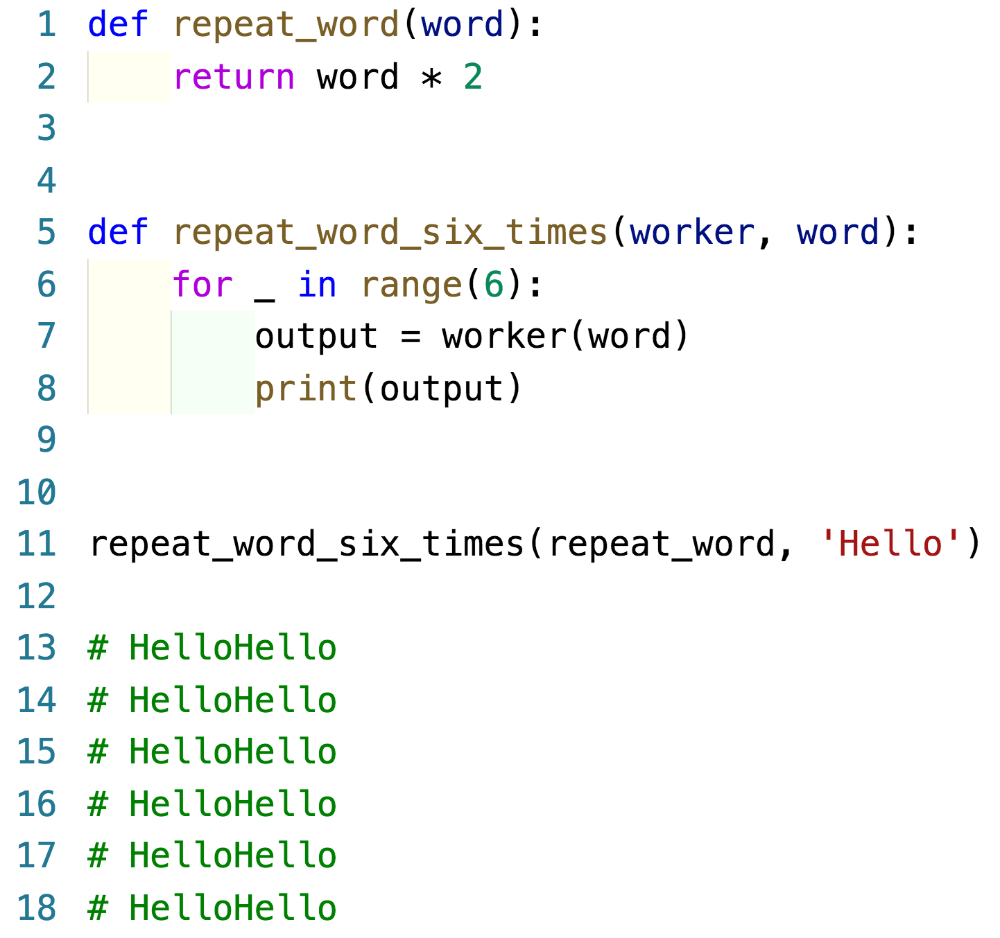 1 def repeat_word(word):
2     return word * 2
3
4
5 def repeat_word_six_times(worker, word):
6     for _ in range(6):
7         output = worker(word)
8         print(output)
9
10
11 repeat_word_six_times(repeat_word, 'Hello')
12
13 # HelloHello
14 # HelloHello
15 # HelloHello
16 # HelloHello
17 # HelloHello
18 # HelloHello